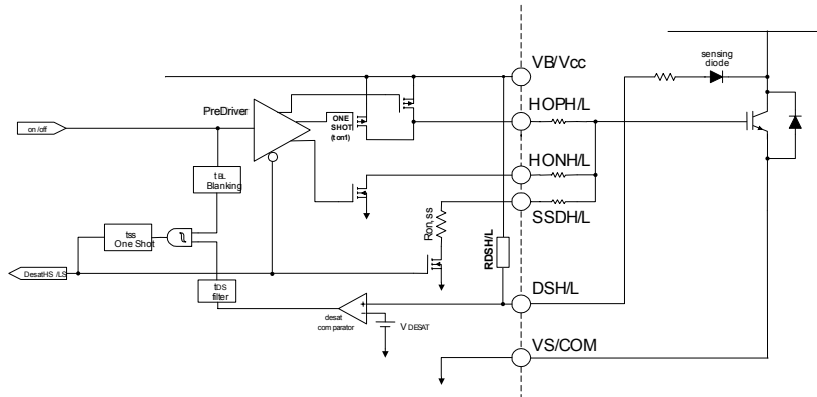 VB/Vcc
sensing
diode
HOPH/L
PreDriver
ONE
SHOT
(ton1)
on/off
tBL
Blanking
HONH/L
SSDH/L
Ron,ss
tss
One Shot
RDSH/L
DesatHS/LS
tDS
filter
DSH/L
desat
comparator
+
-
VDESAT
VS/COM